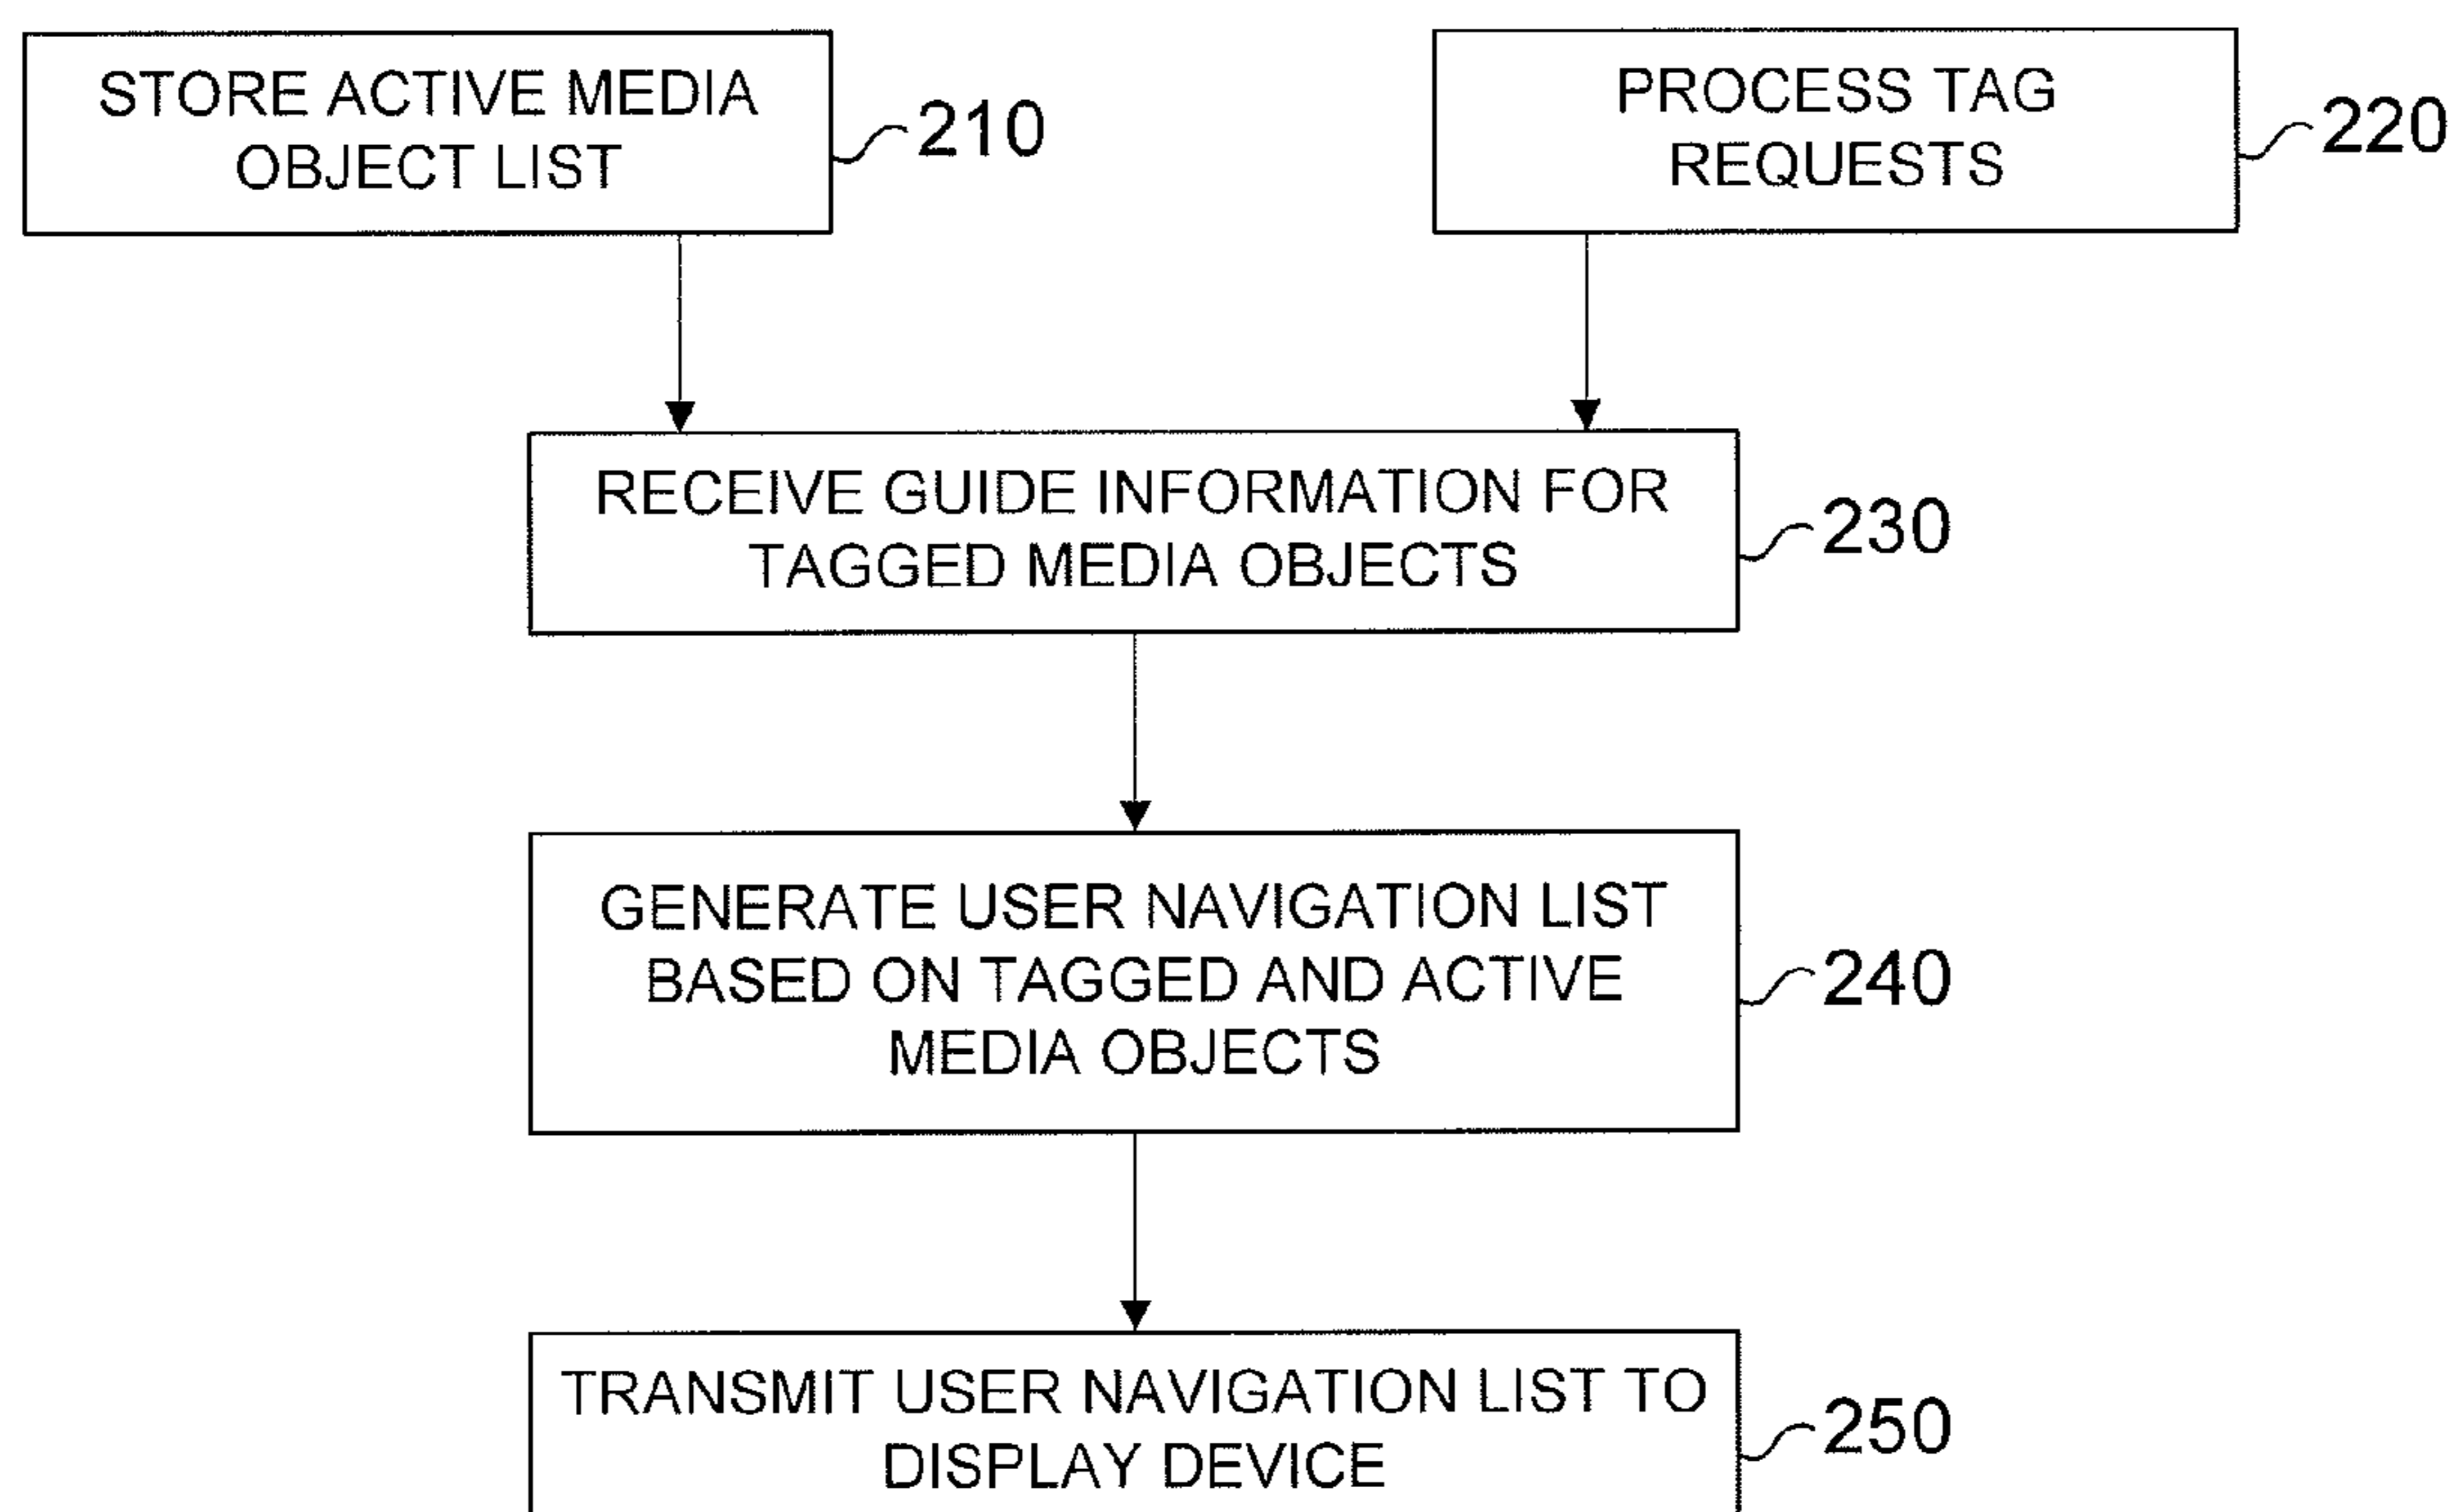 STORE ACTIVE MEDIA
OBJECT LIST
210
PROCESS TAG
REQUESTS
220
RECEIVE GUIDE INFORMATION FOR
TAGGED MEDIA OBJECTS
230
GENERATE USER NAVIGATION LIST
BASED ON TAGGED AND ACTIVE
MEDIA OBJECTS
240
TRANSMIT USER NAVIGATION LIST TO
DISPLAY DEVICE
250